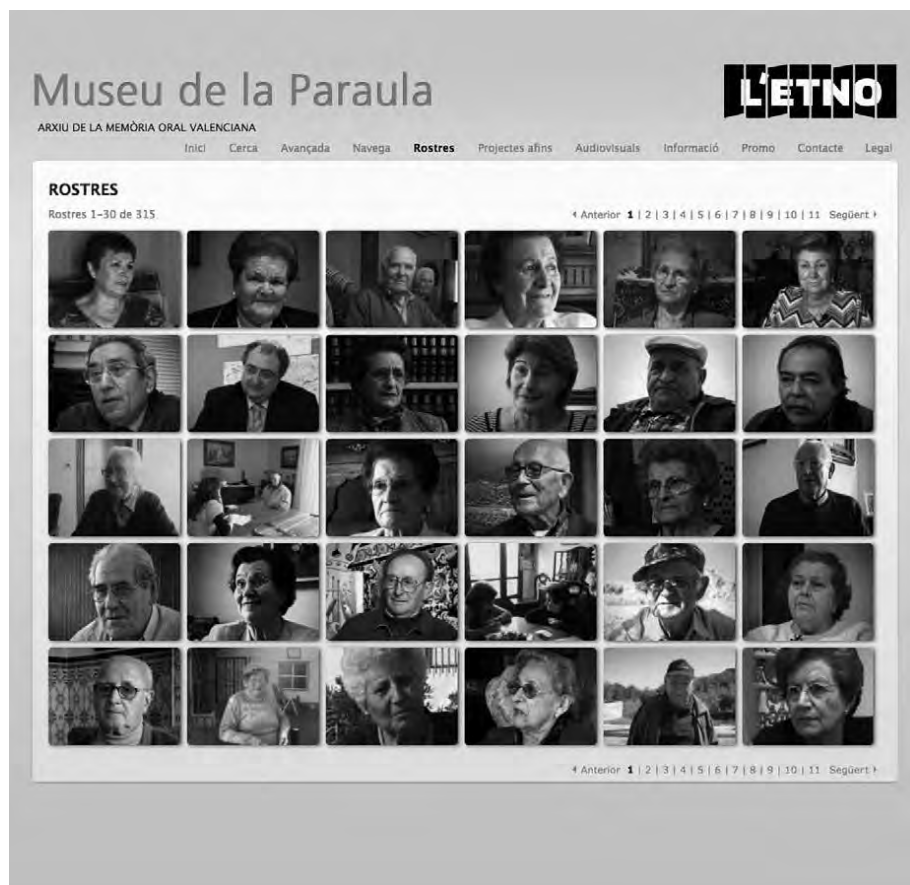 Museu de la Paraula
L'ETNO
ARXIU DE LA MEMÒRIA ORAL VALENCIANA
Inici Cerca Avançada Navega Rostres Projectes afins Audiovisuals Informació Promo Contacte Legal
ROSTRES
Rostres 1-30 de 315
Anterior 1 | 2 | 3 | 4 | 5 | 6 | 7 | 8 | 9 | 10 | 11 Següent
Anterior 1 | 2 | 3 | 4 | 5 | 6 | 7 | 8 | 9 | 10 | 11 Següent